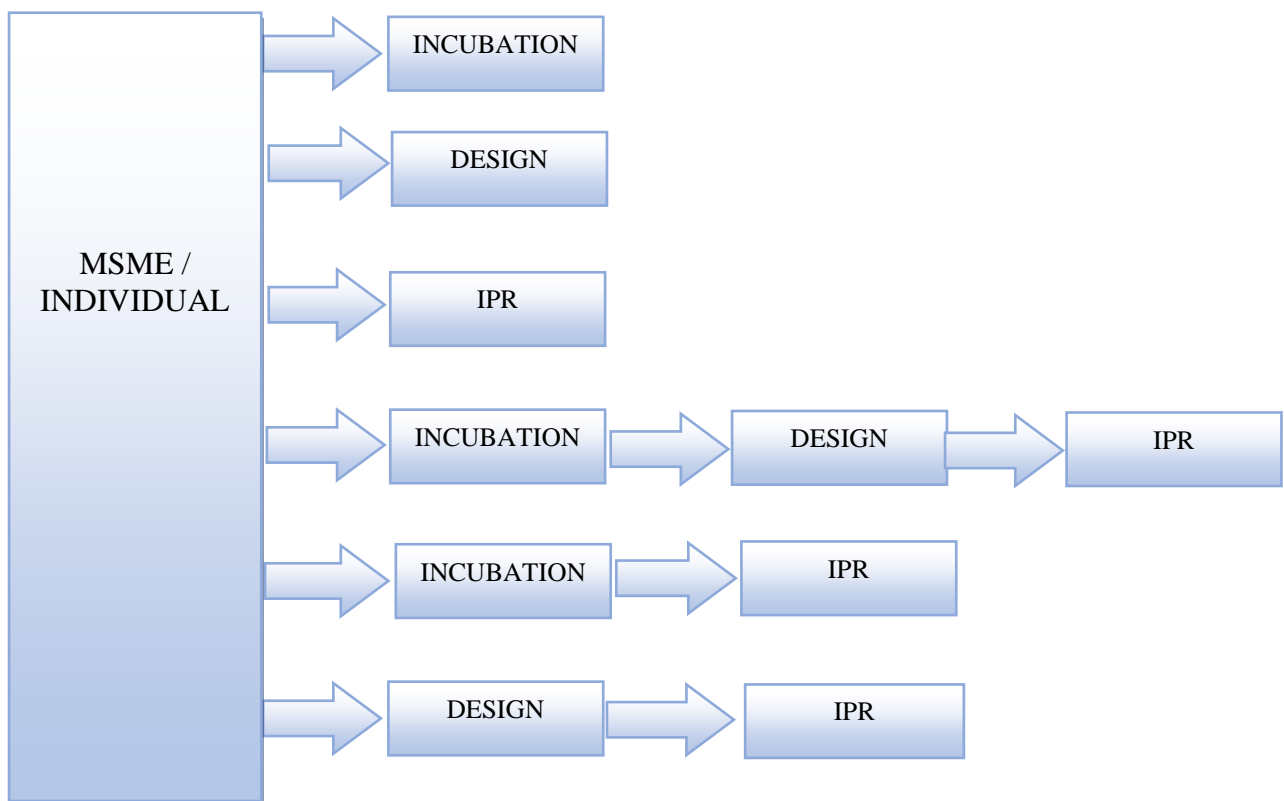 INCUBATION
DESIGN
MSME /
INDIVIDUAL
IPR
INCUBATION
DESIGN
IPR
INCUBATION
IPR
DESIGN
IPR